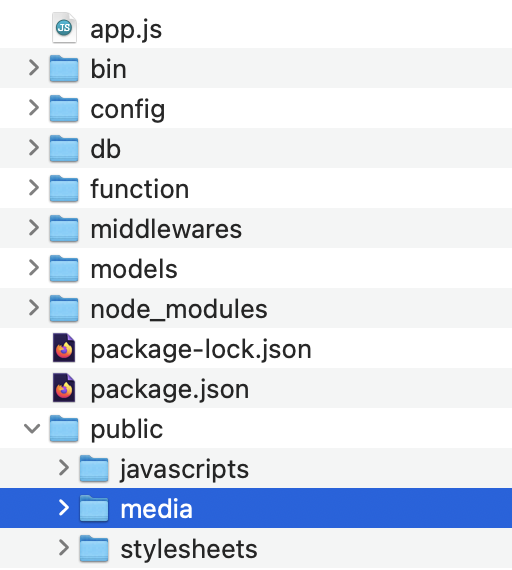 app.js
bin
config
db
function
middlewares
models
node_modules
package-lock.json
package.json
public
javascripts
media
stylesheets